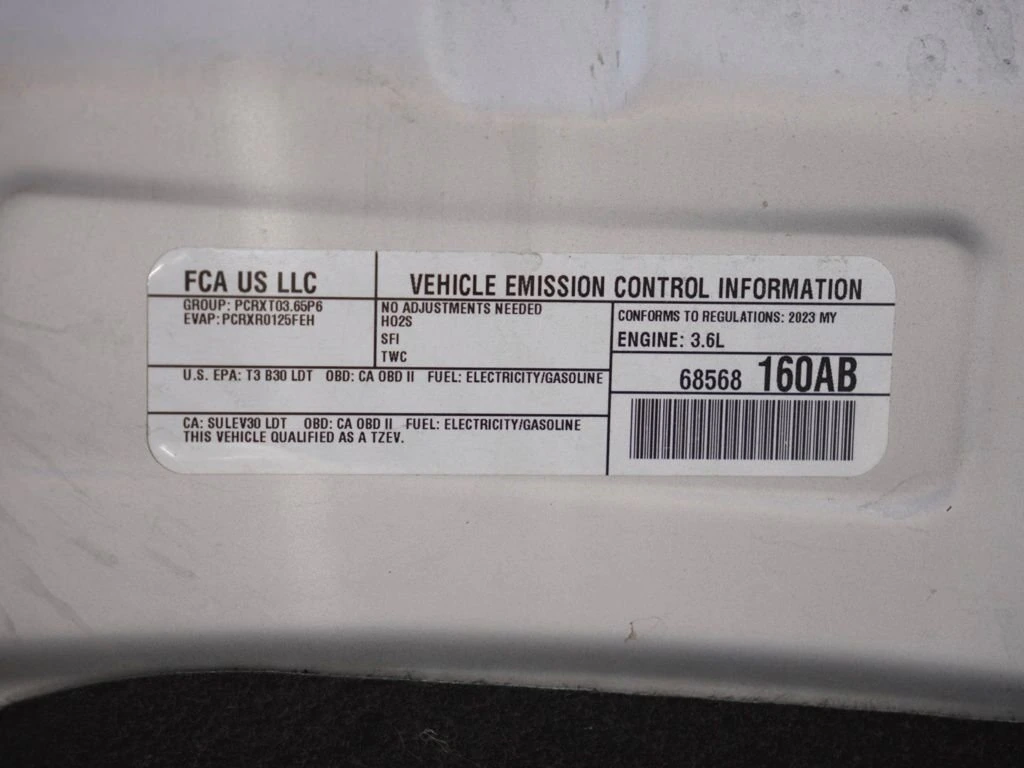 FCA US LLC
VEHICLE EMISSION CONTROL INFORMATION
GROUP: PCRXT03.65P6
EVAP: PCRXR0125FEH
NO ADJUSTMENTS NEEDED
HO2S
SFI
TWC
CONFORMS TO REGULATIONS: 2023 MY
ENGINE: 3.6L
U.S. EPA: T3 B30 LDT OBD: CA OBD II FUEL: ELECTRICITY/GASOLINE
68568 160AB
CA: SULEV30 LDT OBD: CA OBD II FUEL: ELECTRICITY/GASOLINE
THIS VEHICLE QUALIFIED AS A TZEV.